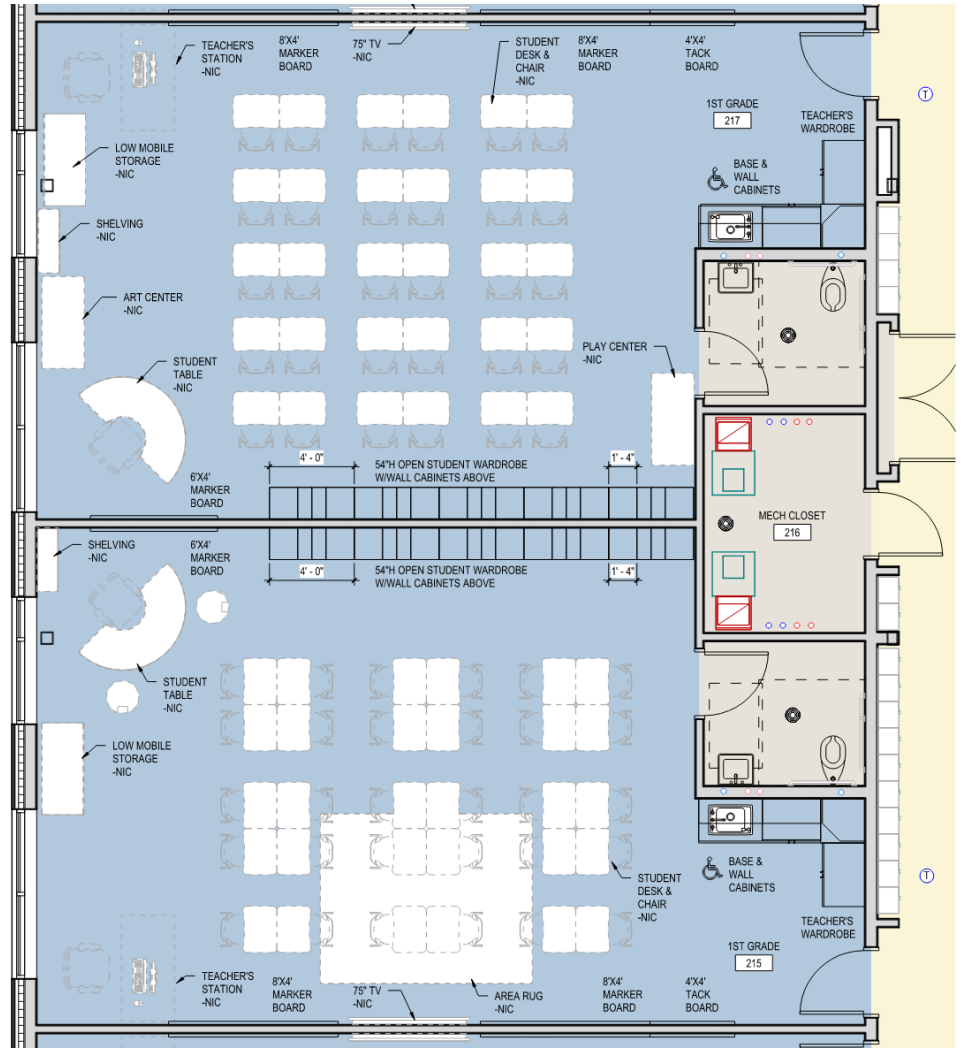 TEACHER'S
STATION
-NIC
8'X4'
MARKER
BOARD
75" TV
-NIC
STUDENT
DESK &
CHAIR
-NIC
8'X4'
MARKER
BOARD
4'X4'
TACK
BOARD
T
1ST GRADE
217
TEACHER'S
WARDROBE
LOW MOBILE
STORAGE
-NIC
BASE &
WALL
CABINETS
SHELVING
-NIC
ART CENTER
-NIC
STUDENT
TABLE
-NIC
PLAY CENTER
-NIC
6'X4'
MARKER
BOARD
4' - 0"
54"H OPEN STUDENT WARDROBE
W/WALL CABINETS ABOVE
1' - 4"
MECH CLOSET
216
SHELVING
-NIC
6'X4'
MARKER
BOARD
4' - 0"
54"H OPEN STUDENT WARDROBE
W/WALL CABINETS ABOVE
1' - 4"
STUDENT
TABLE
-NIC
LOW MOBILE
STORAGE
-NIC
STUDENT
DESK &
CHAIR
-NIC
BASE &
WALL
CABINETS
T
TEACHER'S
WARDROBE
1ST GRADE
215
TEACHER'S
STATION
-NIC
8'X4'
MARKER
BOARD
75" TV
-NIC
AREA RUG
-NIC
8'X4'
MARKER
BOARD
4'X4'
TACK
BOARD